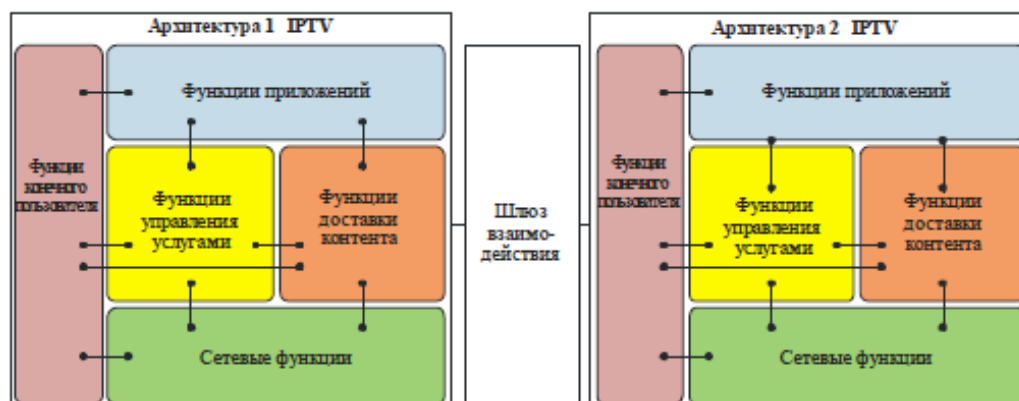 Архитектура 1 IPTV
Функции приложений
Функции
конечного
пользователя
Функции
управления
услугами
Функции
доставки
контента
Сетевые функции
Шлюз
взаимо-
действия
Архитектура 2 IPTV
Функции приложений
Функции
конечного
пользователя
Функции
управления
услугами
Функции
доставки
контента
Сетевые функции